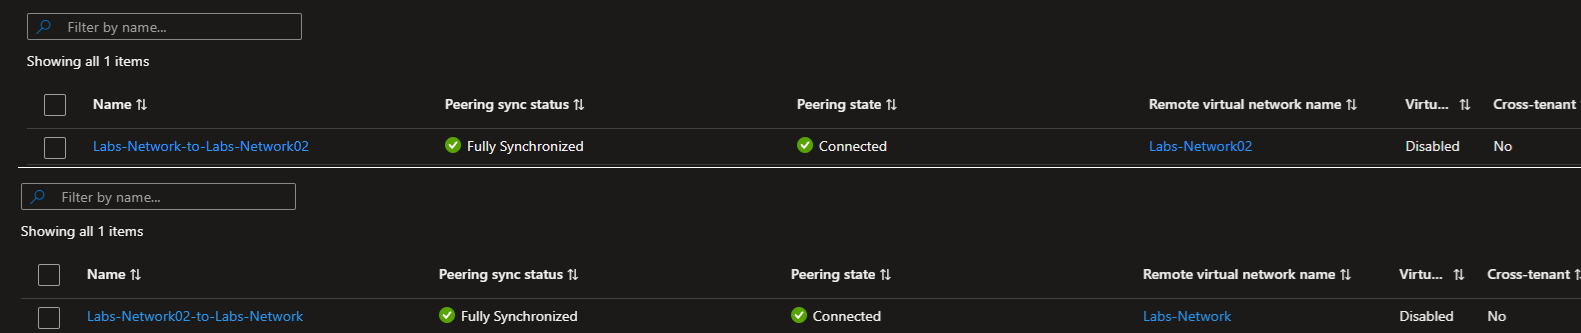 Filter by name...
Showing all 1 items
Name Peering sync status Peering state Remote virtual network name Virtu... Cross-tenant
Labs-Network-to-Labs-Network02 Fully Synchronized Connected Labs-Network02 Disabled No
Filter by name...
Showing all 1 items
Name Peering sync status Peering state Remote virtual network name Virtu... Cross-tenant
Labs-Network02-to-Labs-Network Fully Synchronized Connected Labs-Network Disabled No